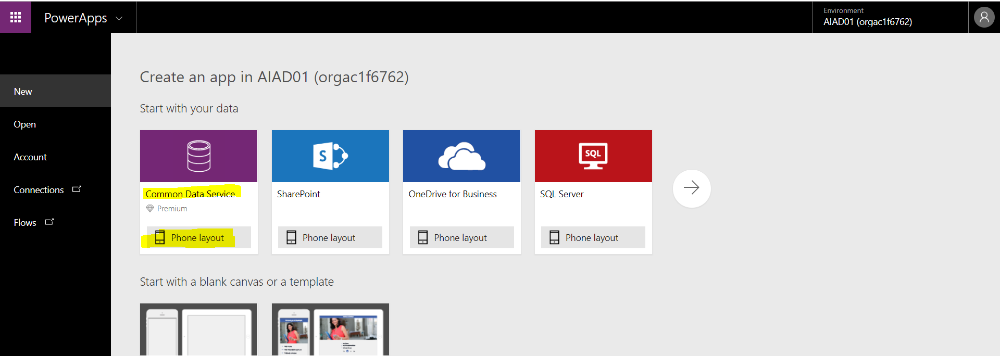 PowerApps
Environment
AIAD01 (orgac1f6762)
New
Open
Account
Connections
Flows
Create an app in AIAD01 (orgac1f6762)
Start with your data
Common Data Service
Premium
Phone layout
SharePoint
Phone layout
OneDrive for Business
Phone layout
SQL
SQL Server
Phone layout
Start with a blank canvas or a template